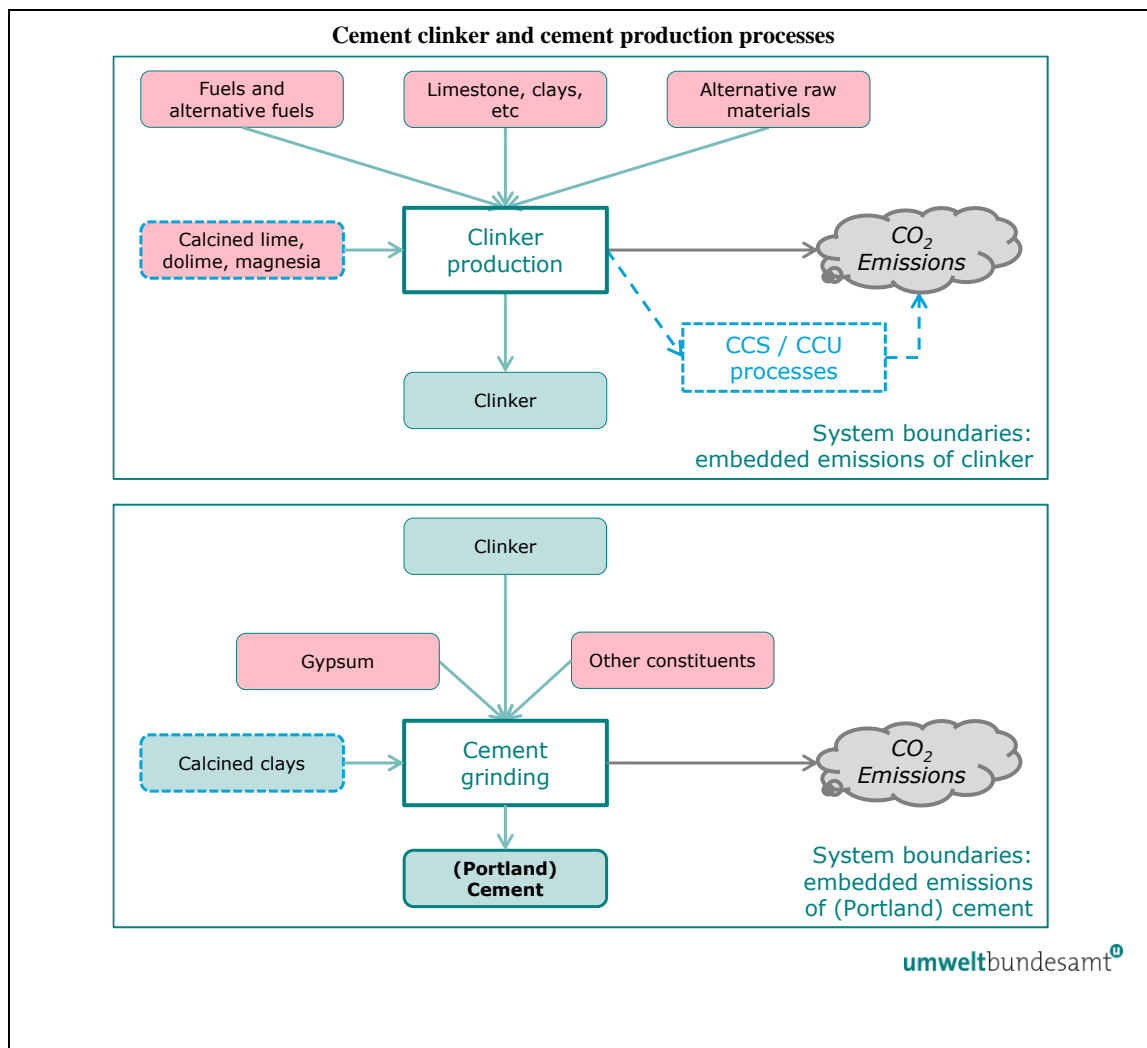 Cement clinker and cement production processes
Fuels and
alternative fuels
Limestone, clays,
etc
Alternative raw
materials
Calcined lime,
dolime, magnesia
Clinker
production
CO2
Emissions
CCS / CCU
processes
Clinker
System boundaries:
embedded emissions of clinker
Clinker
Gypsum
Other constituents
Calcined clays
Cement
grinding
CO2
Emissions
(Portland)
Cement
System boundaries:
embedded emissions
of (Portland) cement
umweltbundesamt u